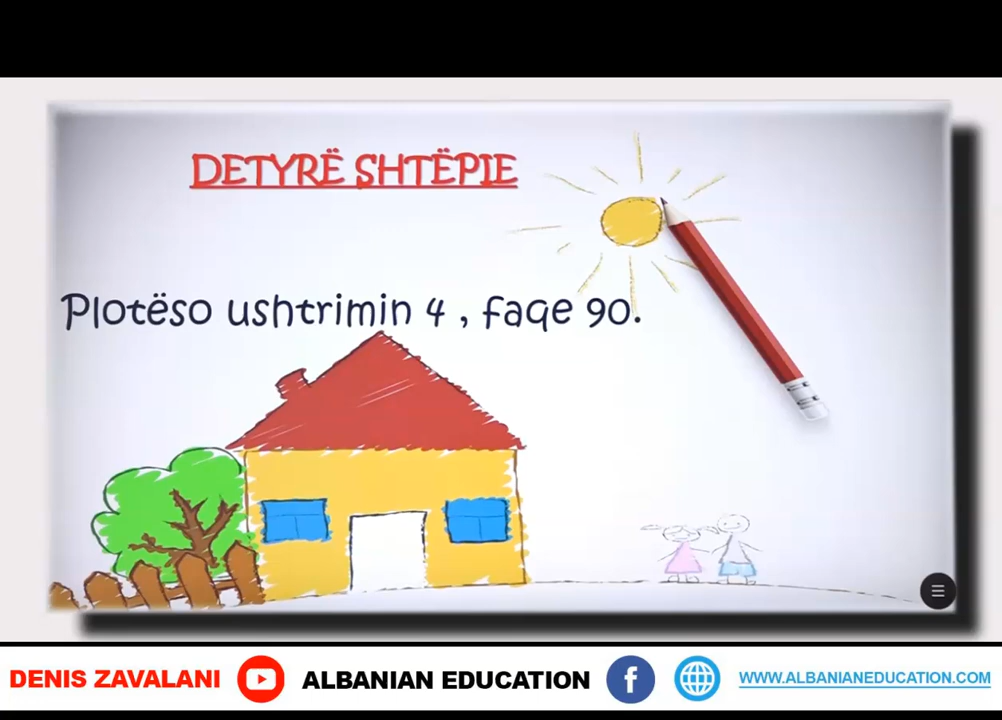 DETYRË SHTËPIE
Plotëso ushtrimin 4 , faqe 90.
DENIS ZAVALANI ALBANIAN EDUCATION f WWW.ALBANIANEDUCATION.COM